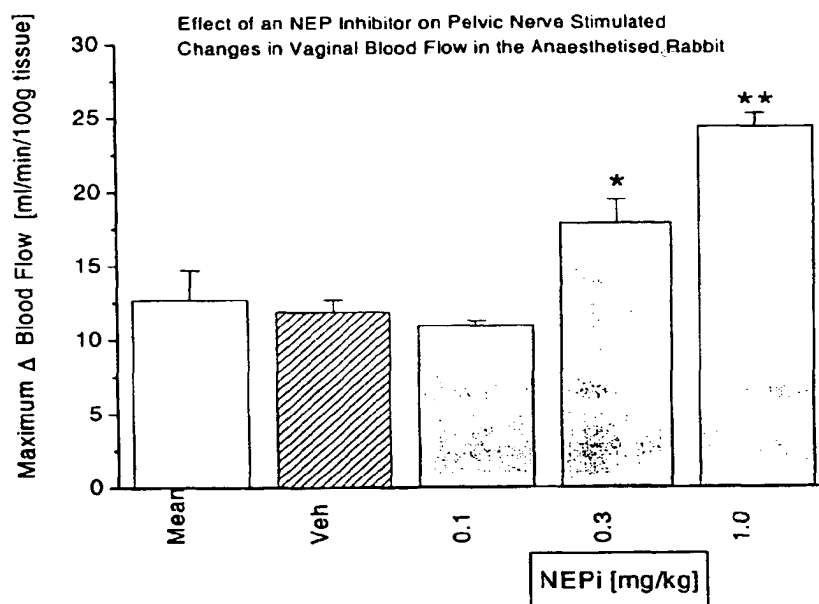 Effect of an NEP Inhibitor on Pelvic Nerve Stimulated
Changes in Vaginal Blood Flow in the Anaesthetised Rabbit
Maximum Δ Blood Flow [ml/min/100g tissue]
30
25
20
15
10
5
0
*
**
Mean
Veh
0.1
0.3
1.0
NEPi [mg/kg]